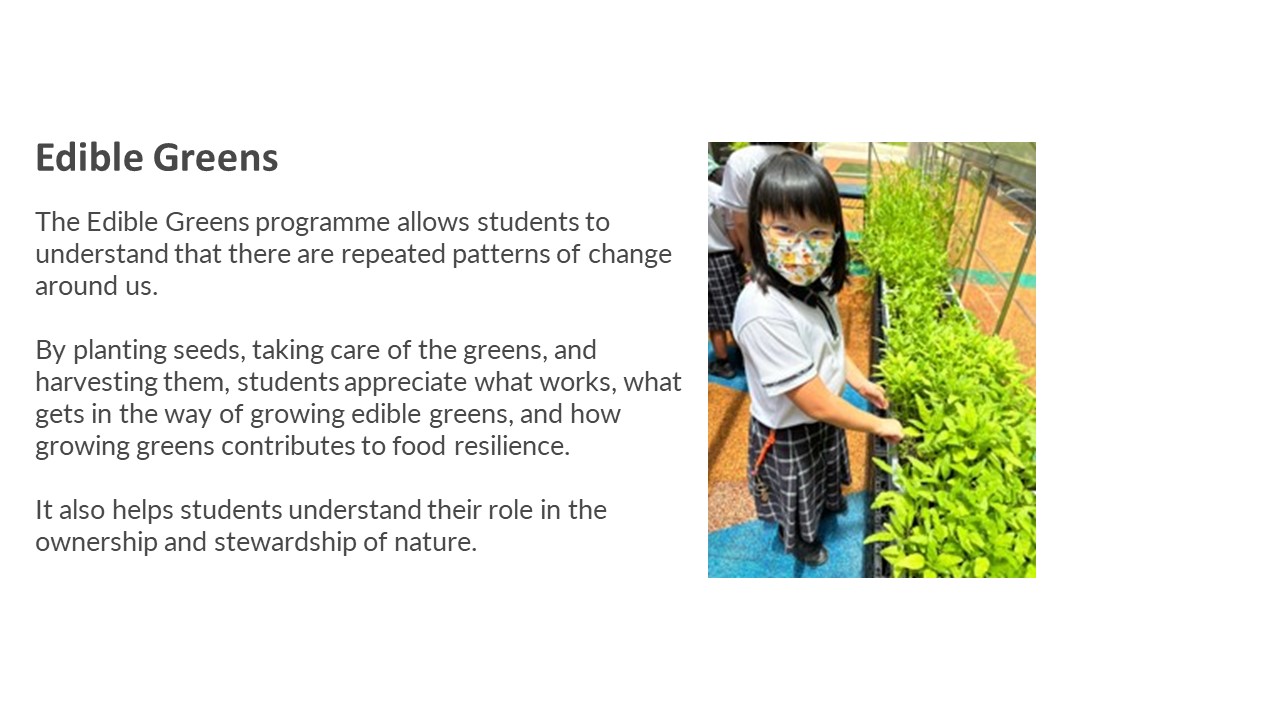 Edible Greens
The Edible Greens programme allows students to
understand that there are repeated patterns of change
around us.
By planting seeds, taking care of the greens, and
harvesting them, students appreciate what works, what
gets in the way of growing edible greens, and how
growing greens contributes to food resilience.
It also helps students understand their role in the
ownership and stewardship of nature.